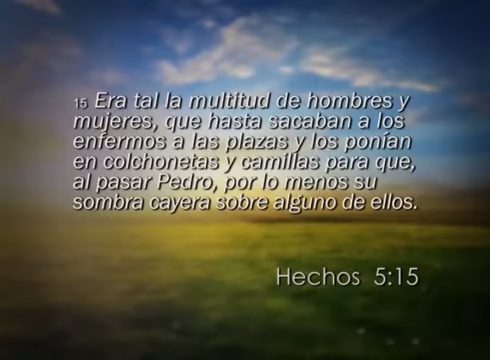 15 Era tal la multitud de hombres y
mujeres, que hasta sacaban a los
enfermos a las plazas y los ponían
en colchonetas y camillas para que,
al pasar Pedro, por lo menos su
sombra cayera sobre alguno de ellos.
Hechos 5:15